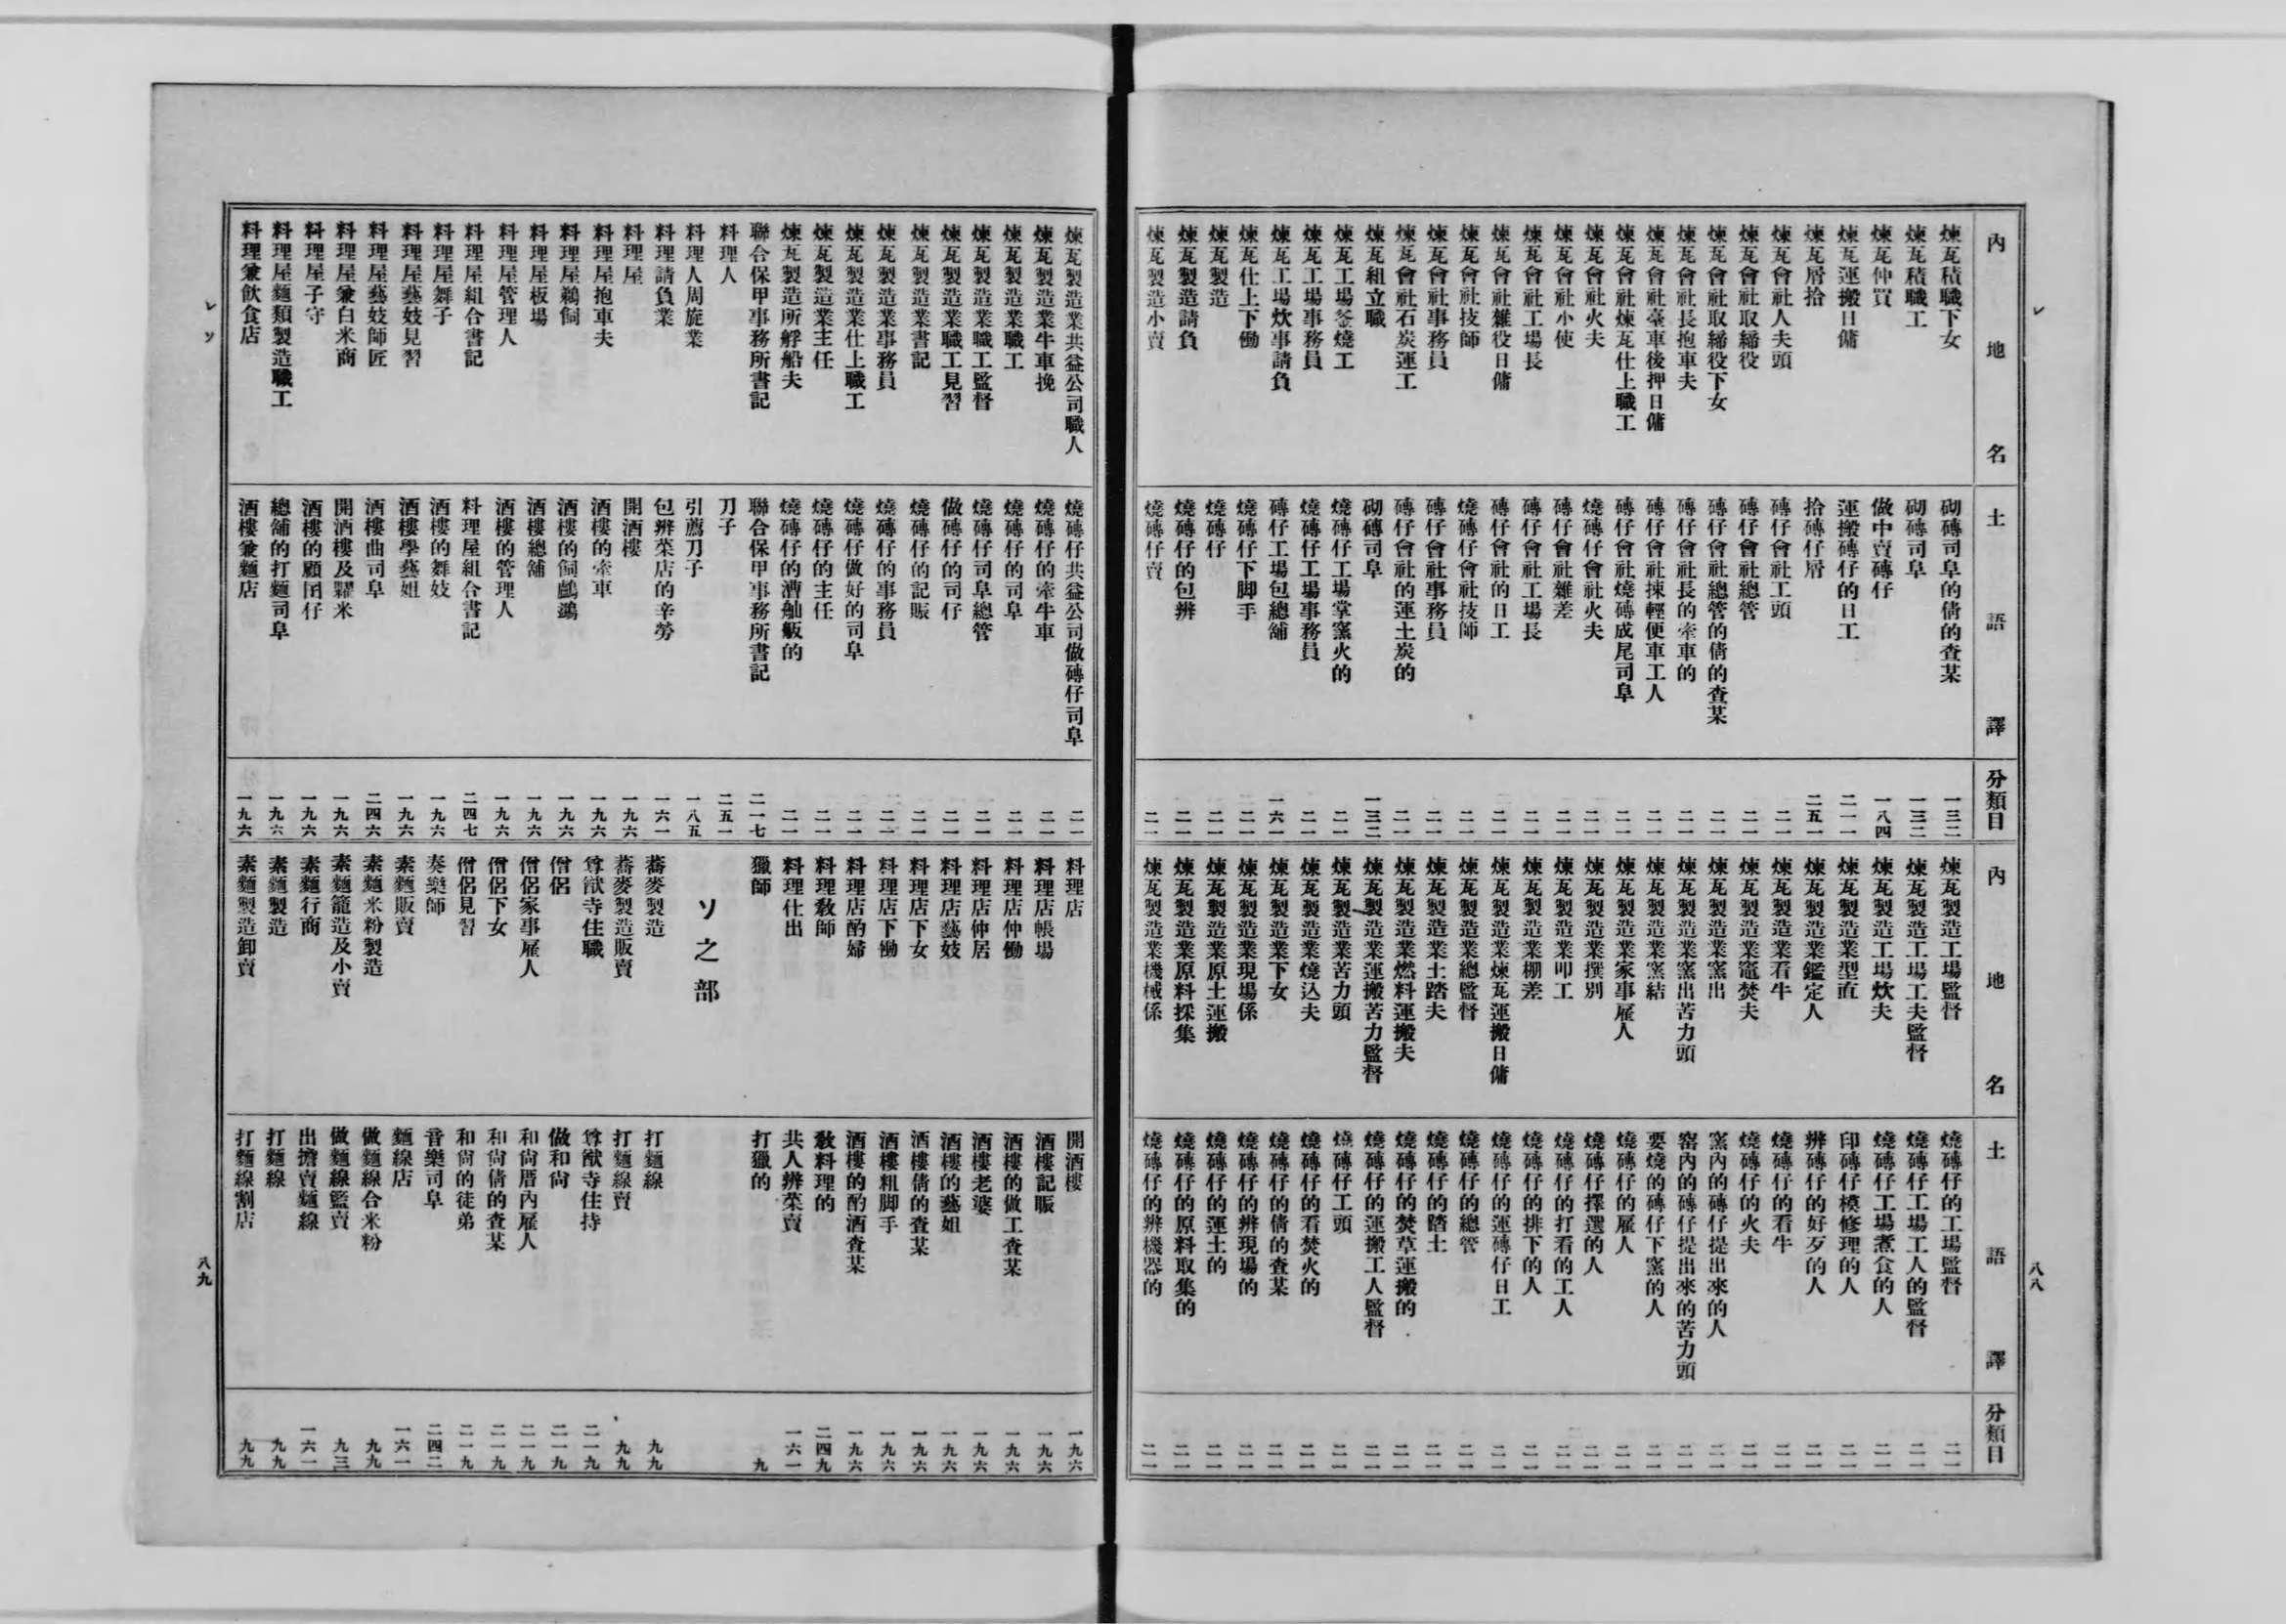 レ
内地名 土語譯 分類目
煉瓦積職下女 砌磚司阜的倩的查某 一三二
煉瓦積職工 砌磚司阜 一三二
煉瓦仲買 做中賣磚仔 一八四
煉瓦運搬日傭 運搬磚仔的日工 二一一
煉瓦屑拾 拾磚仔屑 二五一
煉瓦會社人夫頭 磚仔會社工頭 二一
煉瓦會社取締役 磚仔會社總管 二一
煉瓦會社取締役下女 磚仔會社總管的倩的查某 二一
煉瓦會社長抱車夫 磚仔會社長的牽車的 二一
煉瓦會社臺車後押日傭 磚仔會社揀輕便車工人 二一
煉瓦會社煉瓦仕上職工 磚仔會社燒磚成尾司阜 二一
煉瓦會社火夫 燒磚仔會社火夫 二一
煉瓦會社小使 磚仔會社雜差 二一
煉瓦會社工場長 磚仔會社工場長 二一
煉瓦會社雜役日傭 磚仔會社的日工 二一
煉瓦會社技師 燒磚仔會社技師 二一
煉瓦會社事務員 磚仔會社事務員 二一
煉瓦會社石炭運工 磚仔會社的運土炭的 二一
煉瓦組立職 砌磚司阜 一三二
煉瓦工場釜燒工 燒磚仔工場掌窯火的 二一
煉瓦工場事務員 燒磚仔工場事務員 二一
煉瓦工場炊事請負 磚仔工場包總舖 一六一
煉瓦仕上下働 燒磚仔下脚手 二一
煉瓦製造 燒磚仔 二一
煉瓦製造請負 燒磚仔的包辨 二一
煉瓦製造小賣 燒磚仔賣 二一
内地名 土語譯 分類目
煉瓦製造工場監督 燒磚仔的工場監督 二一
煉瓦製造工場工夫監督 燒磚仔工場工人的監督 二一
煉瓦製造工場炊夫 燒磚仔工場煮食的人 二一
煉瓦製造業型直 印磚仔模修理的人 二一
煉瓦製造業鑑定人 辨磚仔的好歹的人 二一
煉瓦製造業看牛 燒磚仔的看牛 二一
煉瓦製造業竈焚夫 燒磚仔的火夫 二一
煉瓦製造業窯出 窯內的磚仔提出來的人 二一
煉瓦製造業窯出苦力頭 窑內的磚仔提出來的苦力頭 二一
煉瓦製造業窯結 要燒的磚仔下窯的人 二一
煉瓦製造業家事雇人 燒磚仔的雇人 二一
煉瓦製造業撰別 燒磚仔擇選的人 二一
煉瓦製造業叩工 燒磚仔的打看的工人 二一
煉瓦製造業棚差 燒磚仔的排下的人 二一
煉瓦製造業煉瓦運搬日傭 燒磚仔的運磚仔日工 二一
煉瓦製造業總監督 燒磚仔的總管 二一
煉瓦製造業土踏夫 燒磚仔的踏土 二一
煉瓦製造業燃料運搬夫 燒磚仔的焚草運搬的 二一
煉瓦製造業運搬苦力監督 燒磚仔的運搬工人監督 二一
煉瓦製造業苦力頭 燒磚仔工頭 二一
煉瓦製造業燒込夫 燒磚仔的看焚火的 二一
煉瓦製造業下女 燒磚仔的倩的查某 二一
煉瓦製造業現場係 燒磚仔的辨現場的 二一
煉瓦製造業原土運搬 燒磚仔的運土的 二一
煉瓦製造業原料採集 燒磚仔的原料取集的 二一
煉瓦製造業機械係 燒磚仔的辨機器的 二一
八八
煉瓦製造業共益公司職人 燒磚仔共益公司做磚仔司阜 二一
煉瓦製造業牛車挽 燒磚仔的牽牛車 二一
煉瓦製造業職工 燒磚仔的司阜 二一
煉瓦製造業職工監督 燒磚仔司阜總管 二一
煉瓦製造業職工見習 做磚仔的司仔 二一
煉瓦製造業書記 燒磚仔的記賬 二一
煉瓦製造業事務員 燒磚仔的事務員 二一
煉瓦製造業仕上職工 燒磚仔做好的司阜 二一
煉瓦製造業主任 燒磚仔的主任 二一
煉瓦製造所艀船夫 燒磚仔的漕舢舨的 二一
聯合保甲事務所書記 聯合保甲事務所書記 二一七
料理人 刀子 二五一
料理人周旋業 引薦刀子 一八五
料理請負業 包辨菜店的辛勞 一六一
料理屋 開酒樓 一九六
料理屋抱車夫 酒樓的牽車 一九六
料理屋鵜飼 酒樓的飼鸕鷀 一九六
料理屋板場 酒樓總舖 一九六
料理屋管理人 酒樓的管理人 一九六
料理屋組合書記 料理屋組合書記 二四七
料理屋舞子 酒樓的舞妓 一九六
料理屋藝妓見習 酒樓學藝姐 一九六
料理屋藝妓師匠 酒樓曲司阜 二四六
料理屋兼白米商 開酒樓及糶米 一九六
料理屋子守 酒樓的顧囝仔 一九六
料理屋麵類製造職工 總舖的打麵司阜 一九六
料理兼飲食店 酒樓兼麵店 一九六
料理店 開酒樓 一九六
料理店帳場 酒樓記賬 一九六
料理店仲働 酒樓的做工查某 一九六
料理店仲居 酒樓老婆 一九六
料理店藝妓 酒樓的藝姐 一九六
料理店下女 酒樓倩的查某 一九六
料理店下働 酒樓粗脚手 一九六
料理店酌婦 酒樓的酌酒查某 一九六
料理敎師 敎料理的 二四九
料理仕出 共人辨菜賣 一六一
獵師 打獵的 九
ソ之部
蕎麥製造 打麵線 九九
蕎麥製造販賣 打麵線賣 九九
尊猷寺住職 尊猷寺住持 二一九
僧侶 做和尙 二一九
僧侶家事雇人 和尙厝內雇人 二一九
僧侶下女 和尙倩的查某 二一九
僧侶見習 和尙的徒弟 二一九
奏樂師 音樂司阜 二四二
素麵販賣 麵線店 一六一
素麵米粉製造 做麵線合米粉 九九
素麵籠造及小賣 做麵線籃賣 九三
素麵行商 出擔賣麵線 一六一
素麵製造 打麵線 九九
素麵製造卸賣 打麵線割店 九九
レ ソ
八九